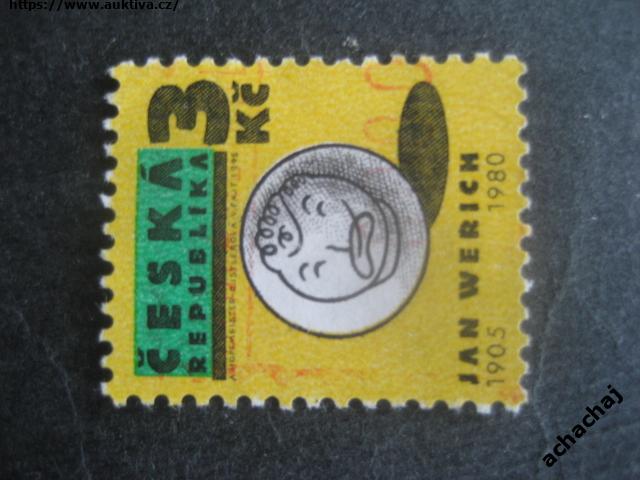 https://www.auktiva.cz/
3 Kč
ČESKÁ
REPUBLIKA
JAN WERICH
1905 1980
achachaj